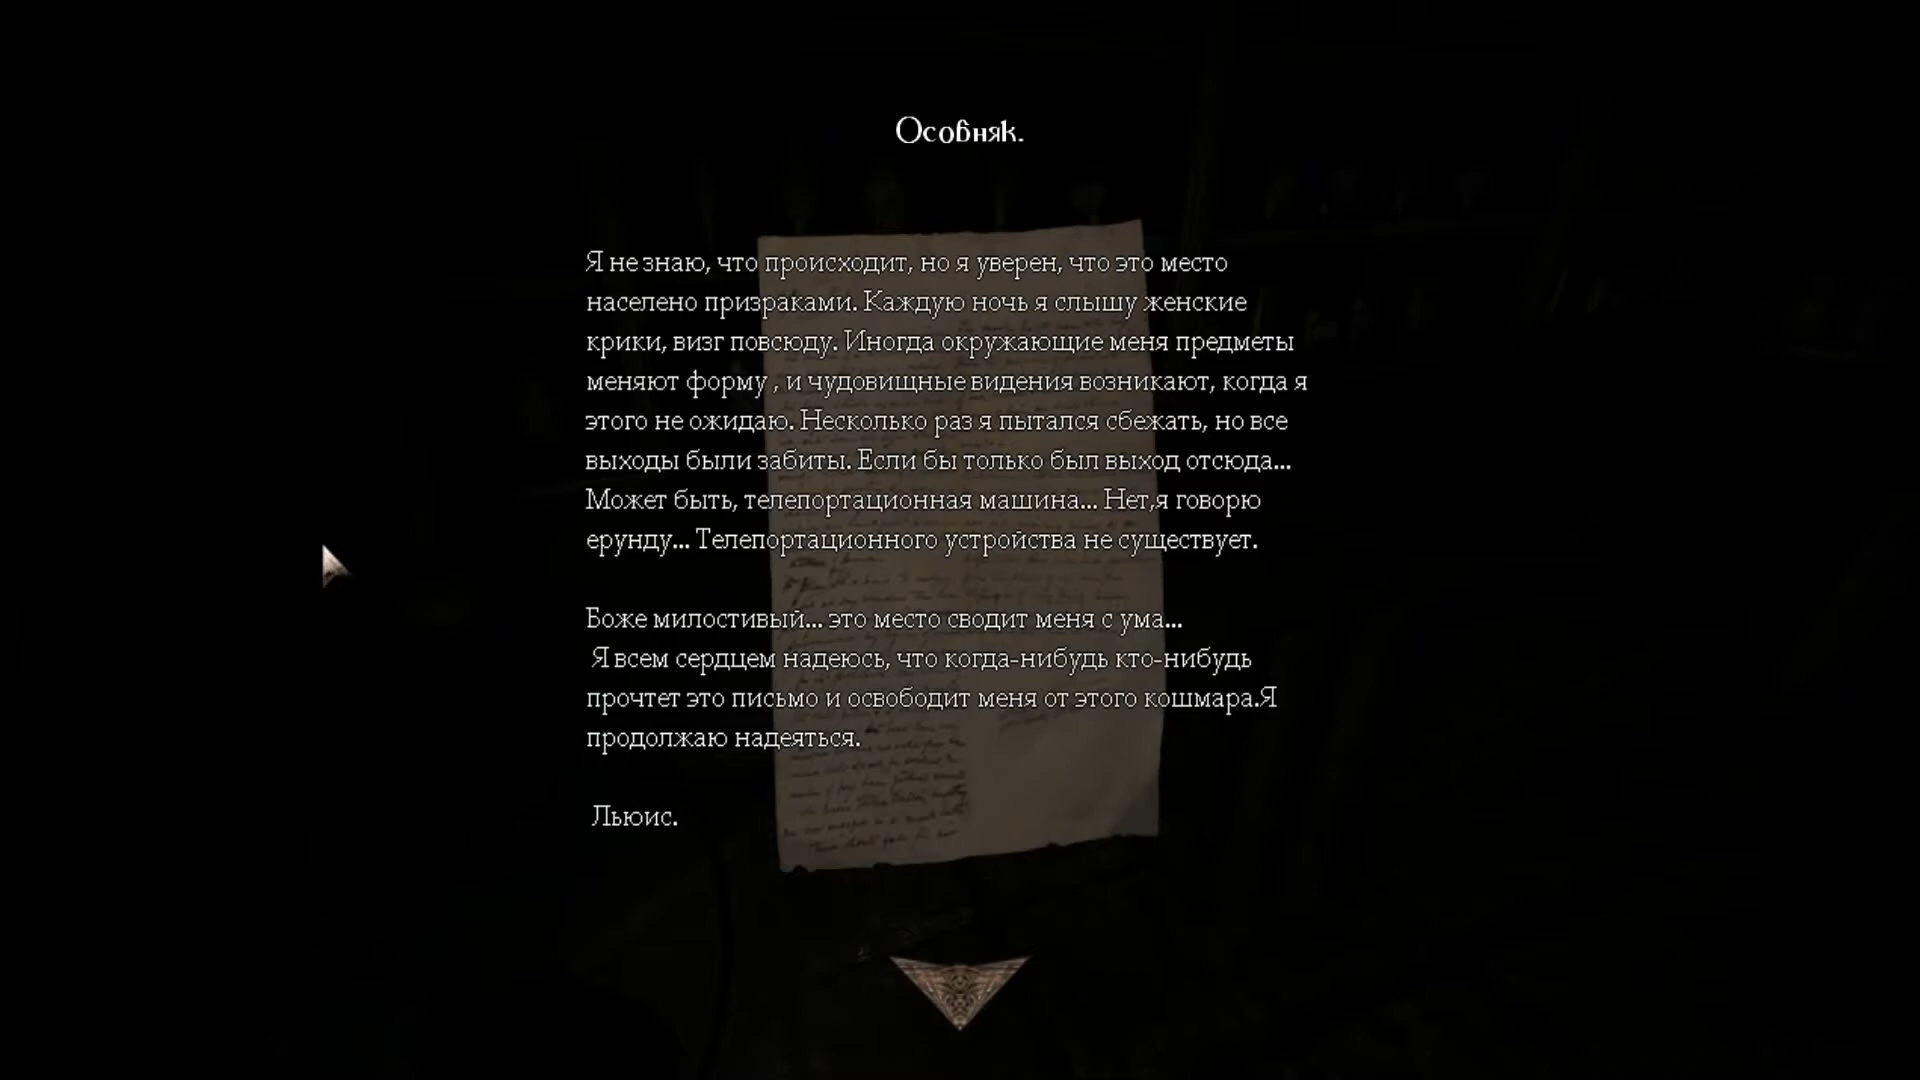 Особняк.
Я не знаю, что происходит, но я уверен, что это место
населено призраками. Каждую ночь я слышу женские
крики, визг повсюду. Иногда окружающие меня предметы
меняют форму , и чудовищные видения возникают, когда я
этого не ожидаю. Несколько раз я пытался сбежать, но все
выходы были забиты. Если бы только был выход отсюда...
Может быть, телепортационная машина... Нет,я говорю
ерунду... Телепортационного устройства не существует.
Боже милостивый... это место сводит меня с ума...
Я всем сердцем надеюсь, что когда-нибудь кто-нибудь
прочтет это письмо и освободит меня от этого кошмара.Я
продолжаю надеяться.
Льюис.